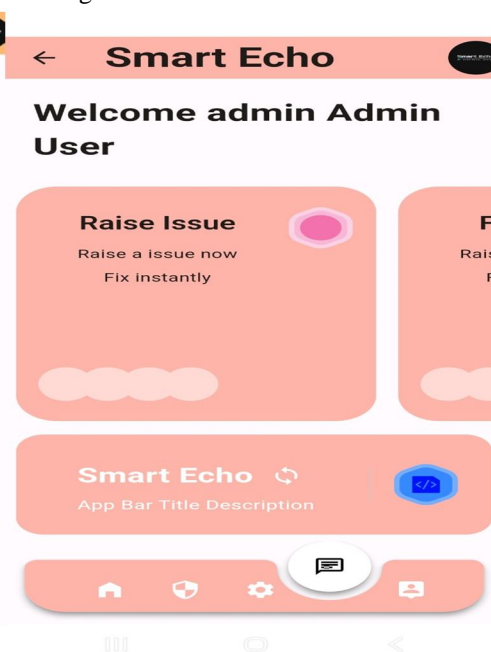 Smart Echo
Welcome admin Admin
User
Raise Issue
Raise a issue now
Fix instantly
Smart Echo
App Bar Title Description
</>